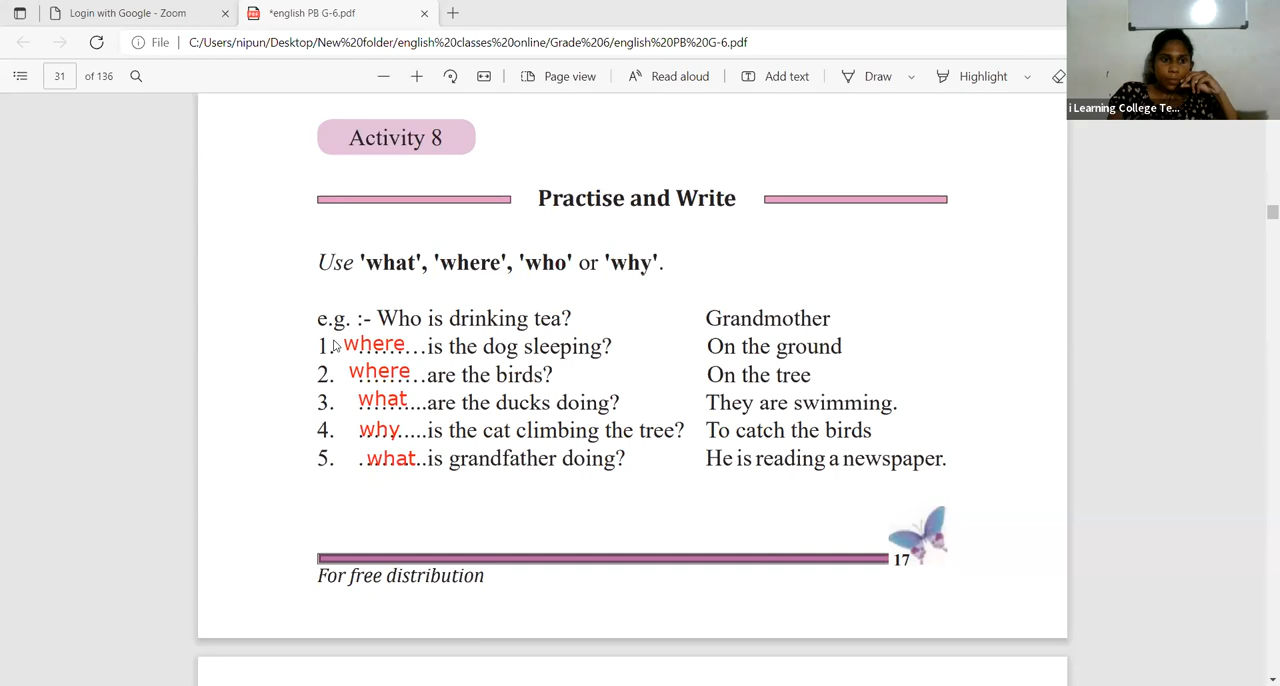 Login with Google - Zoom
*english PB G-6.pdf
File C:/Users/nipun/Desktop/New%20folder/english%20classes%20online/Grade%206/english%20PB%20G-6.pdf
31 of 136 Page view Read aloud Add text Draw Highlight
i Learning College Te...
Activity 8
Practise and Write
Use 'what', 'where', 'who' or 'why'.
e.g. :- Who is drinking tea? Grandmother
1. where is the dog sleeping? On the ground
2. where are the birds? On the tree
3. what are the ducks doing? They are swimming.
4. why is the cat climbing the tree? To catch the birds
5. what is grandfather doing? He is reading a newspaper.
17
For free distribution